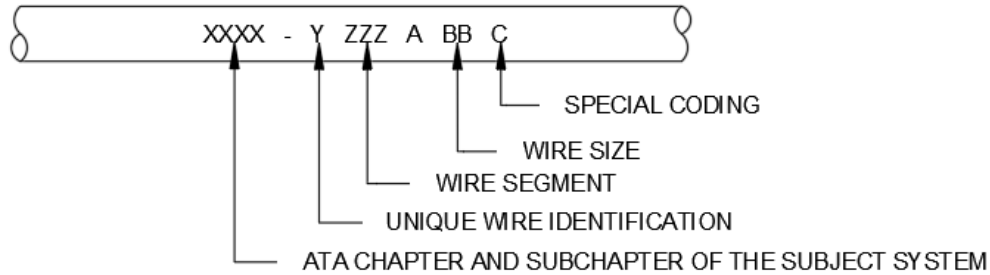 XXXX - Y ZZZ A BB C
SPECIAL CODING
WIRE SIZE
WIRE SEGMENT
UNIQUE WIRE IDENTIFICATION
ATA CHAPTER AND SUBCHAPTER OF THE SUBJECT SYSTEM